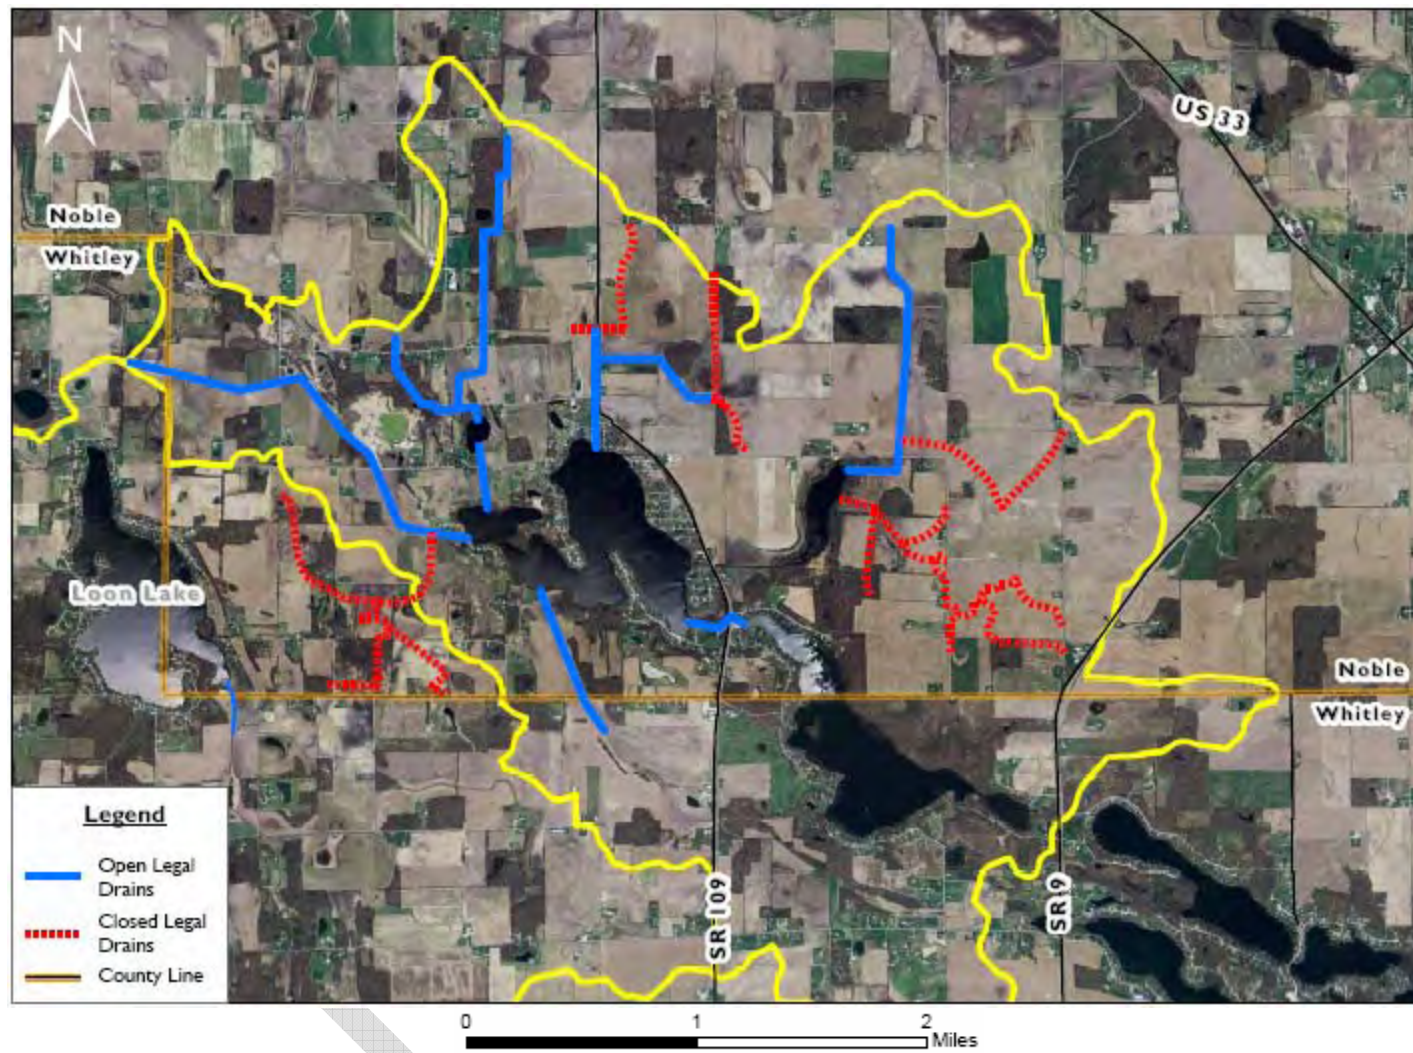 N
US 33
Noble
Whitley
Loon Lake
Noble
Whitley
Legend
Open Legal
Drains
Closed Legal
Drains
County Line
SR 109
SR 9
0 1 2
Miles